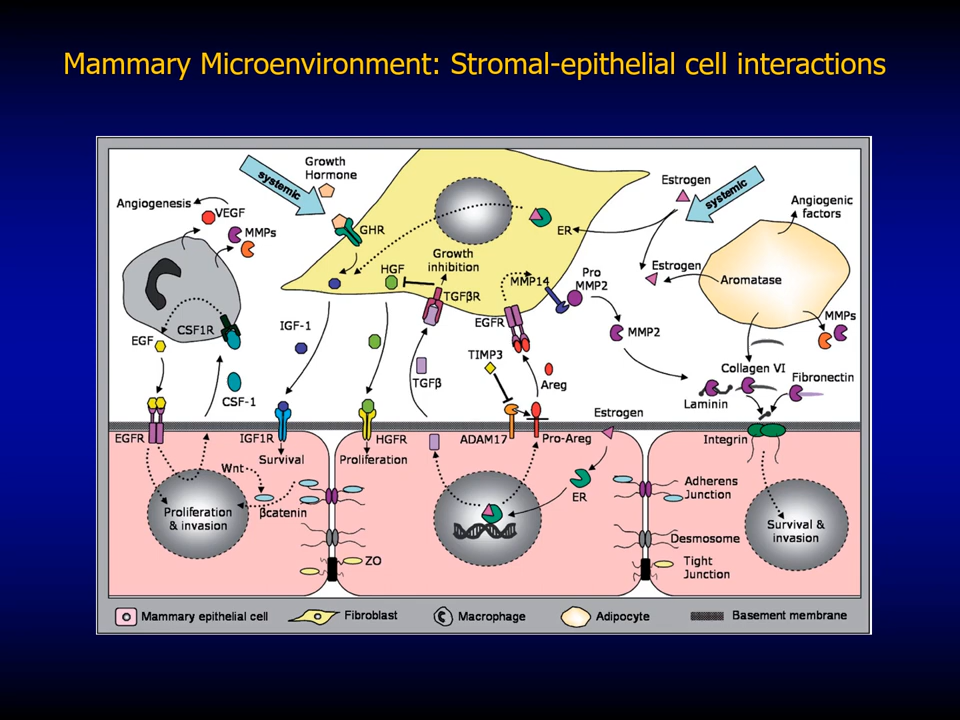 Mammary Microenvironment: Stromal-epithelial cell interactions
Growth
Hormone
systemic
Estrogen
systemic
Angiogenesis
VEGF
MMPs
GHR
ER
Angiogenic
factors
Growth
inhibition
HGF
TGFβR
MMP14
Pro
MMP2
Estrogen
Aromatase
CSF1R
EGF
IGF-1
EGFR
MMP2
MMPs
TIMP3
TGFβ
Areg
Collagen VI
Fibronectin
Laminin
CSF-1
Estrogen
EGFR
IGF1R
HGFR
ADAM17
Pro-Areg
Integrin
Survival
Proliferation
Wnt
ER
Adherens
Junction
βcatenin
Proliferation
& invasion
Survival &
invasion
Desmosome
ZO
Tight
Junction
Mammary epithelial cell
Fibroblast
Macrophage
Adipocyte
Basement membrane